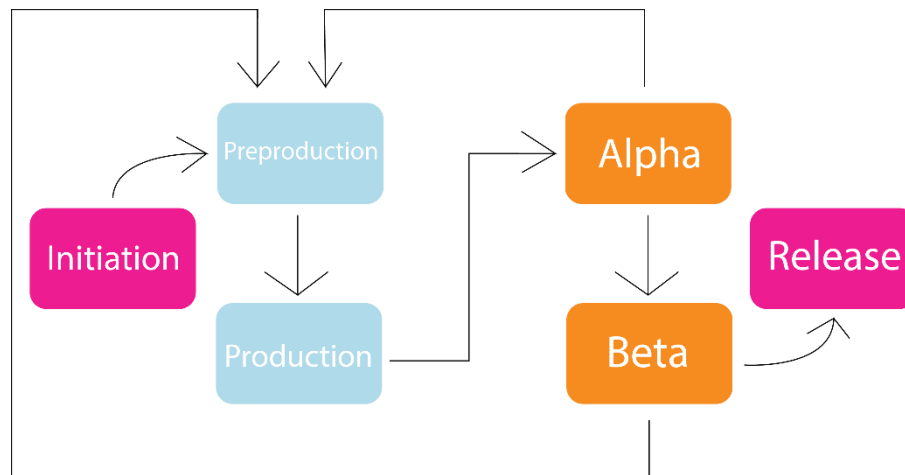 Preproduction
Alpha
Initiation
Release
Production
Beta